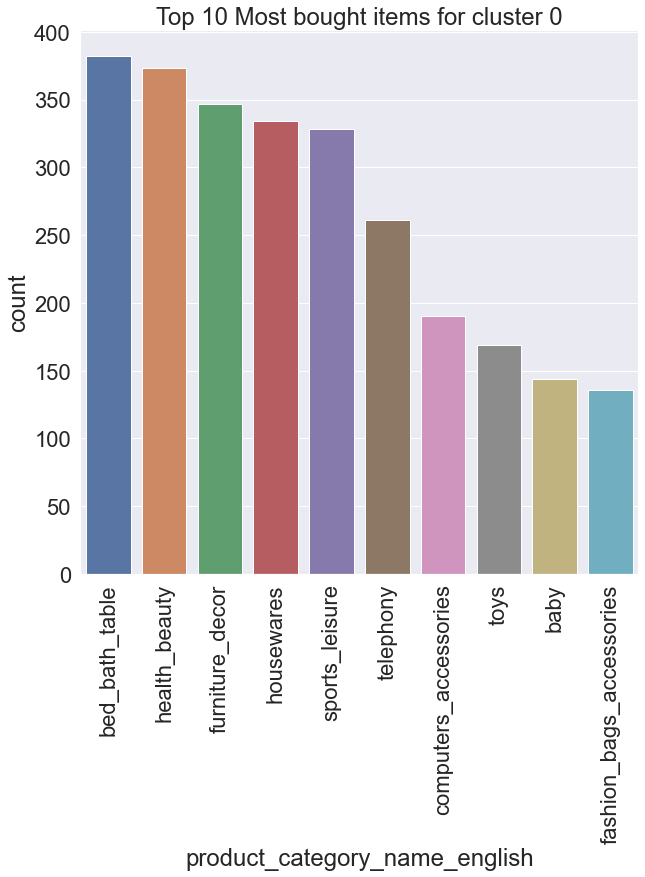 Top 10 Most bought items for cluster 0
400
350
300
250
200
150
100
50
0
count
bed_bath_table
health_beauty
furniture_decor
housewares
sports_leisure
telephony
computers_accessories
toys
baby
fashion_bags_accessories
product_category_name_english